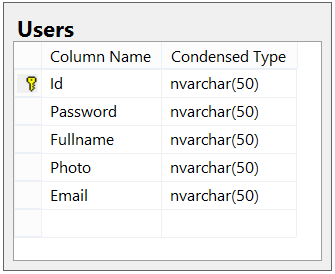 Users
Column Name Condensed Type
Id nvarchar(50)
Password nvarchar(50)
Fullname nvarchar(50)
Photo nvarchar(50)
Email nvarchar(50)